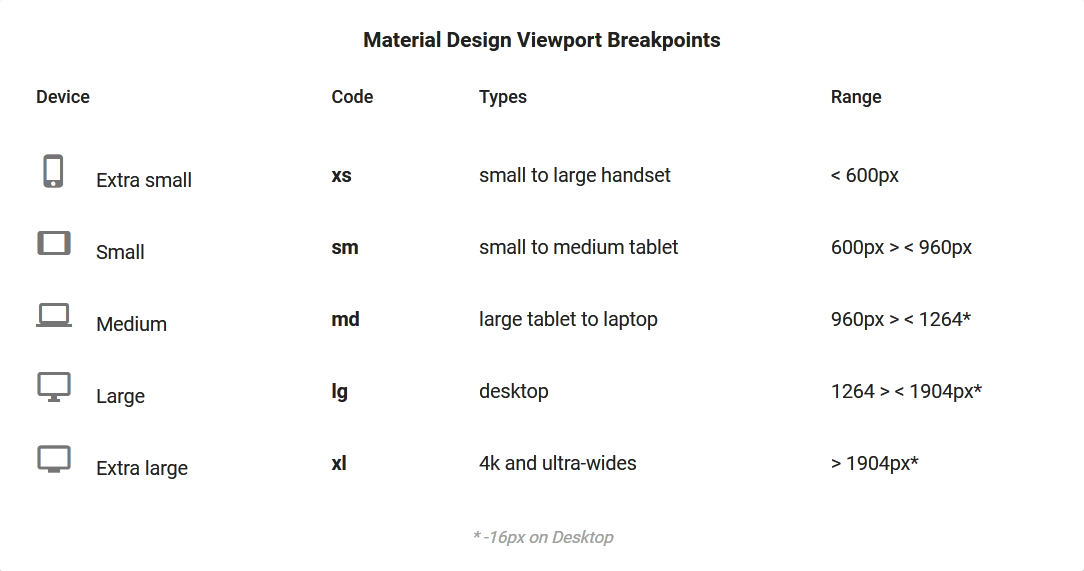 Material Design Viewport Breakpoints
Device Code Types Range
Extra small xs small to large handset < 600px
Small sm small to medium tablet 600px > < 960px
Medium md large tablet to laptop 960px > < 1264*
Large lg desktop 1264 > < 1904px*
Extra large xl 4k and ultra-wides > 1904px*
* -16px on Desktop